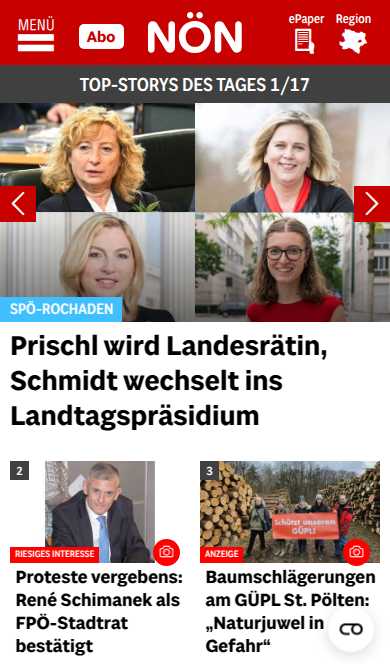 MENÜ
Abo
NÖN
ePaper
Region
TOP-STORYS DES TAGES 1/17
SPÖ-ROCHADEN
Prischl wird Landesrätin,
Schmidt wechselt ins
Landtagspräsidium
2
RIESIGES INTERESSE
Proteste vergebens:
René Schimanek als
FPÖ-Stadtrat
bestätigt
3
Schützt unseren
GÜPL!
ANZEIGE
Baumschlägerungen
am GÜPL St. Pölten:
„Naturjuwel in
Gefahr“